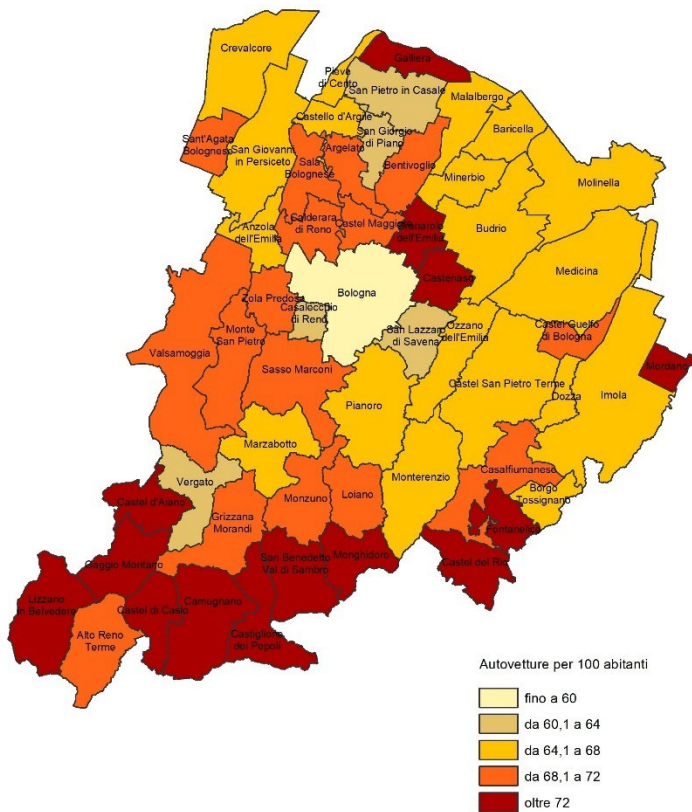 Crevalcore
Galliera
Pieve
di Cento
San Pietro in Casale
Malalbergo
Castello d'Argile
Baricella
San Giorgio
di Piano
Sant'Agata
Bolognese
San Giovanni
in Persiceto
Sala
Bolognese
Argelato
Bentivoglio
Minerbio
Molinella
Anzola
dell'Emilia
Calderara
di Reno
Castel Maggiore
Granarolo
dell'Emilia
Budrio
Medicina
Castenaso
Bologna
Zola Predosa
Casalecchio
di Reno
San Lazzaro
di Savena
Ozzano
dell'Emilia
Castel Guelfo
di Bologna
Monte
San Pietro
Valsamoggia
Sasso Marconi
Mordano
Castel San Pietro Terme
Dozza
Imola
Pianoro
Marzabotto
Monterenzio
Casalfiumanese
Borgo
Tossignano
Vergato
Castel d'Aiano
Grizzana
Morandi
Monzuno
Loiano
Fontanelice
Castel del Rio
Gaggio Montano
San Benedetto
Val di Sambro
Monghidoro
Lizzano
in Belvedere
Castel di Casio
Camugnano
Castiglione
dei Pepoli
Alto Reno
Terme
Autovetture per 100 abitanti
fino a 60
da 60,1 a 64
da 64,1 a 68
da 68,1 a 72
oltre 72